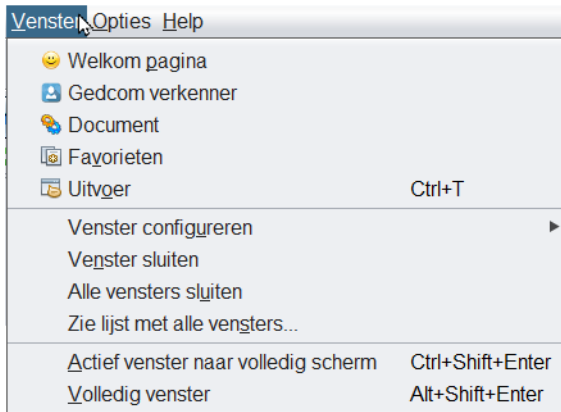 Venster Opties Help
Welkom pagina
Gedcom verkenner
Document
Favorieten
Uitvoer Ctrl+T
Venster configureren
Venster sluiten
Alle vensters sluiten
Zie lijst met alle vensters...
Actief venster naar volledig scherm Ctrl+Shift+Enter
Volledig venster Alt+Shift+Enter